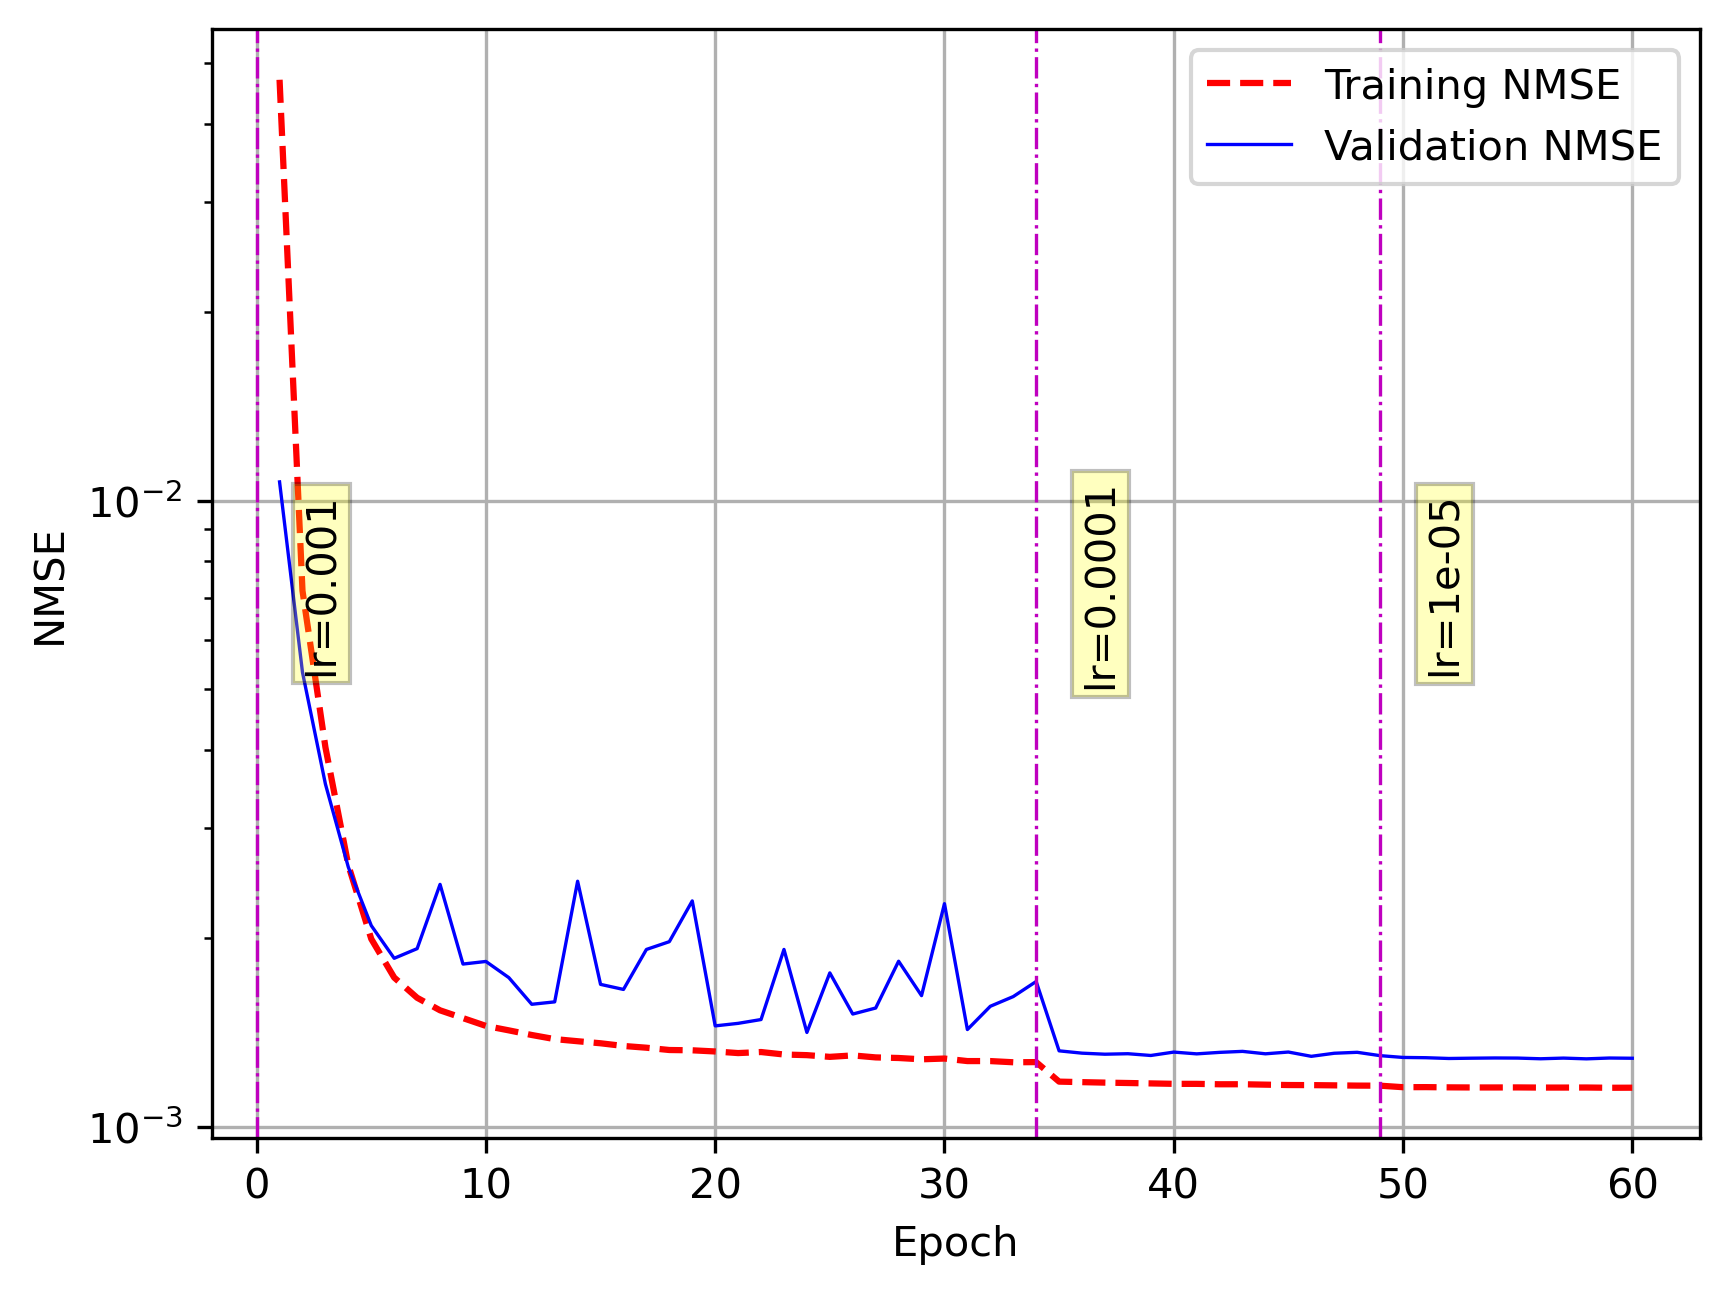 Training NMSE
Validation NMSE
NMSE
10⁻²
10⁻³
lr=0.001
lr=0.0001
lr=1e-05
0 10 20 30 40 50 60
Epoch